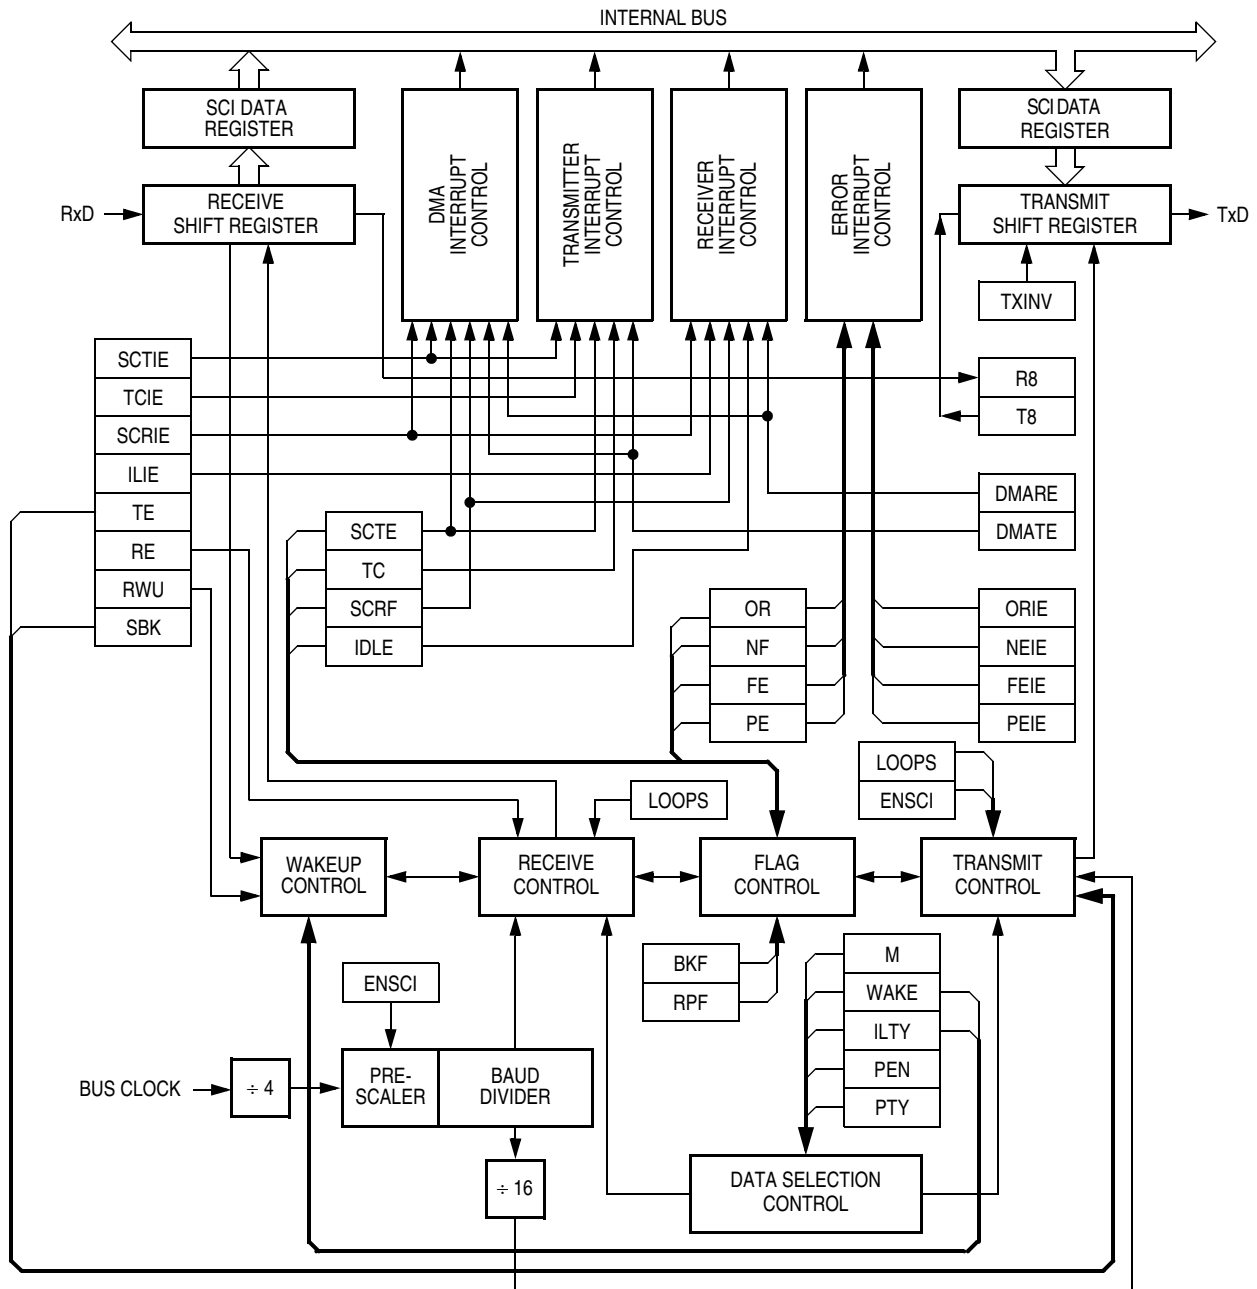 INTERNAL BUS
SCI DATA
REGISTER
SCI DATA
REGISTER
DMA
INTERRUPT
CONTROL
TRANSMITTER
INTERRUPT
CONTROL
RECEIVER
INTERRUPT
CONTROL
ERROR
INTERRUPT
CONTROL
RxD
RECEIVE
SHIFT REGISTER
TRANSMIT
SHIFT REGISTER
TxD
TXINV
SCTIE
TCIE
SCRIE
ILIE
TE
RE
RWU
SBK
R8
T8
DMARE
DMATE
SCTE
TC
SCRF
IDLE
OR
NF
FE
PE
ORIE
NEIE
FEIE
PEIE
LOOPS
ENSCI
LOOPS
WAKEUP
CONTROL
RECEIVE
CONTROL
FLAG
CONTROL
TRANSMIT
CONTROL
BKF
RPF
M
WAKE
ILTY
PEN
PTY
ENSCI
BUS CLOCK
÷ 4
PRE-
SCALER
BAUD
DIVIDER
÷ 16
DATA SELECTION
CONTROL